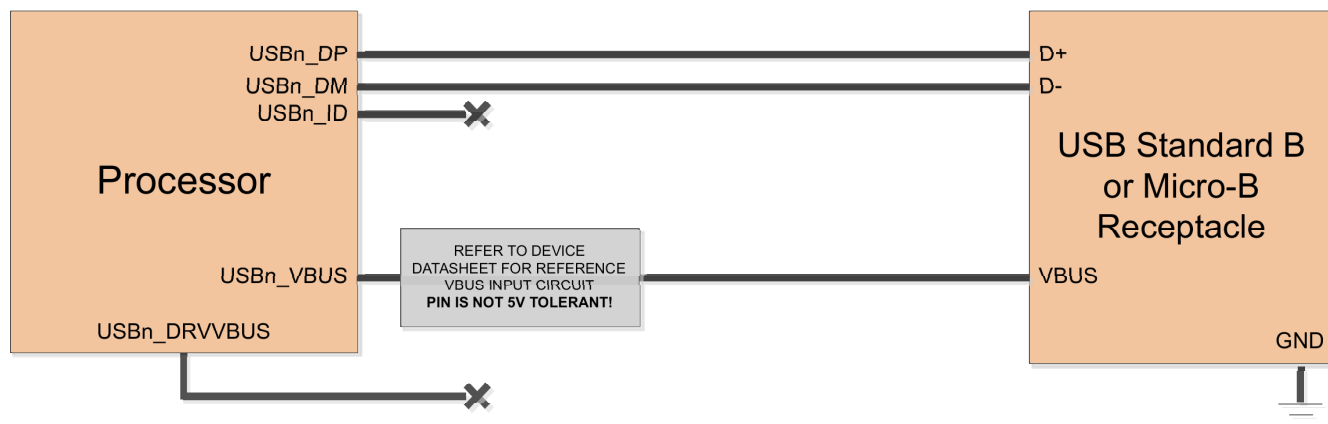 USBn_DP
USBn_DM
USBn_ID
Processor
USBn_VBUS
USBn_DRVVBUS
REFER TO DEVICE
DATASHEET FOR REFERENCE
VBUS INPUT CIRCUIT
PIN IS NOT 5V TOLERANT!
D+
D-
USB Standard B
or Micro-B
Receptacle
VBUS
GND